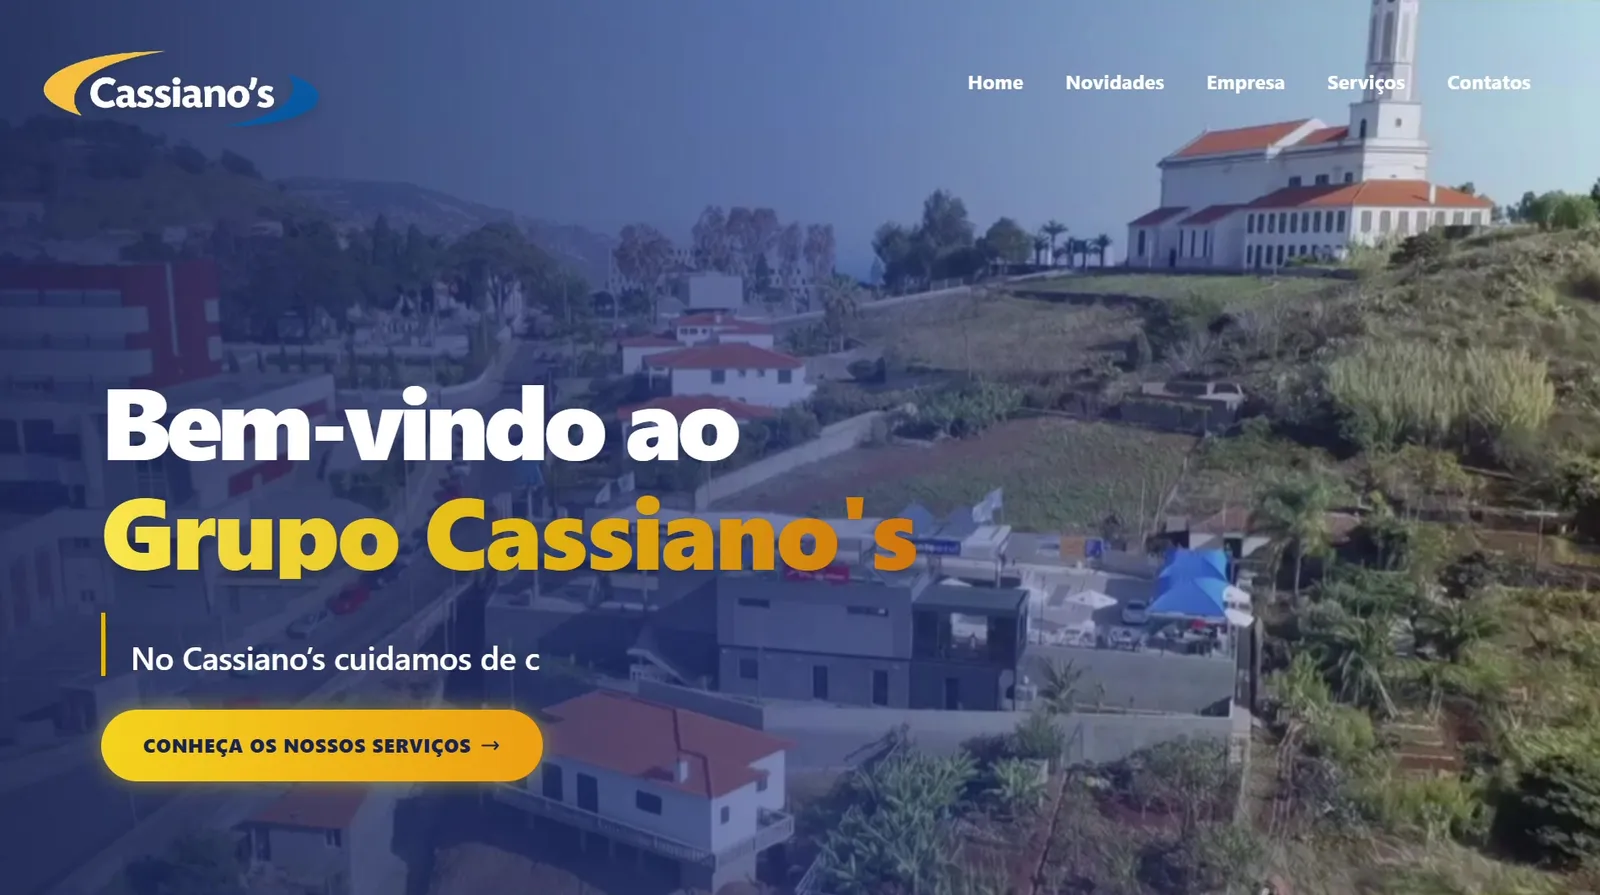 Cassiano's
Home
Novidades
Empresa
Serviços
Contatos
Bem-vindo ao
Grupo Cassiano's
No Cassiano's cuidamos de c
CONHEÇA OS NOSSOS SERVIÇOS →